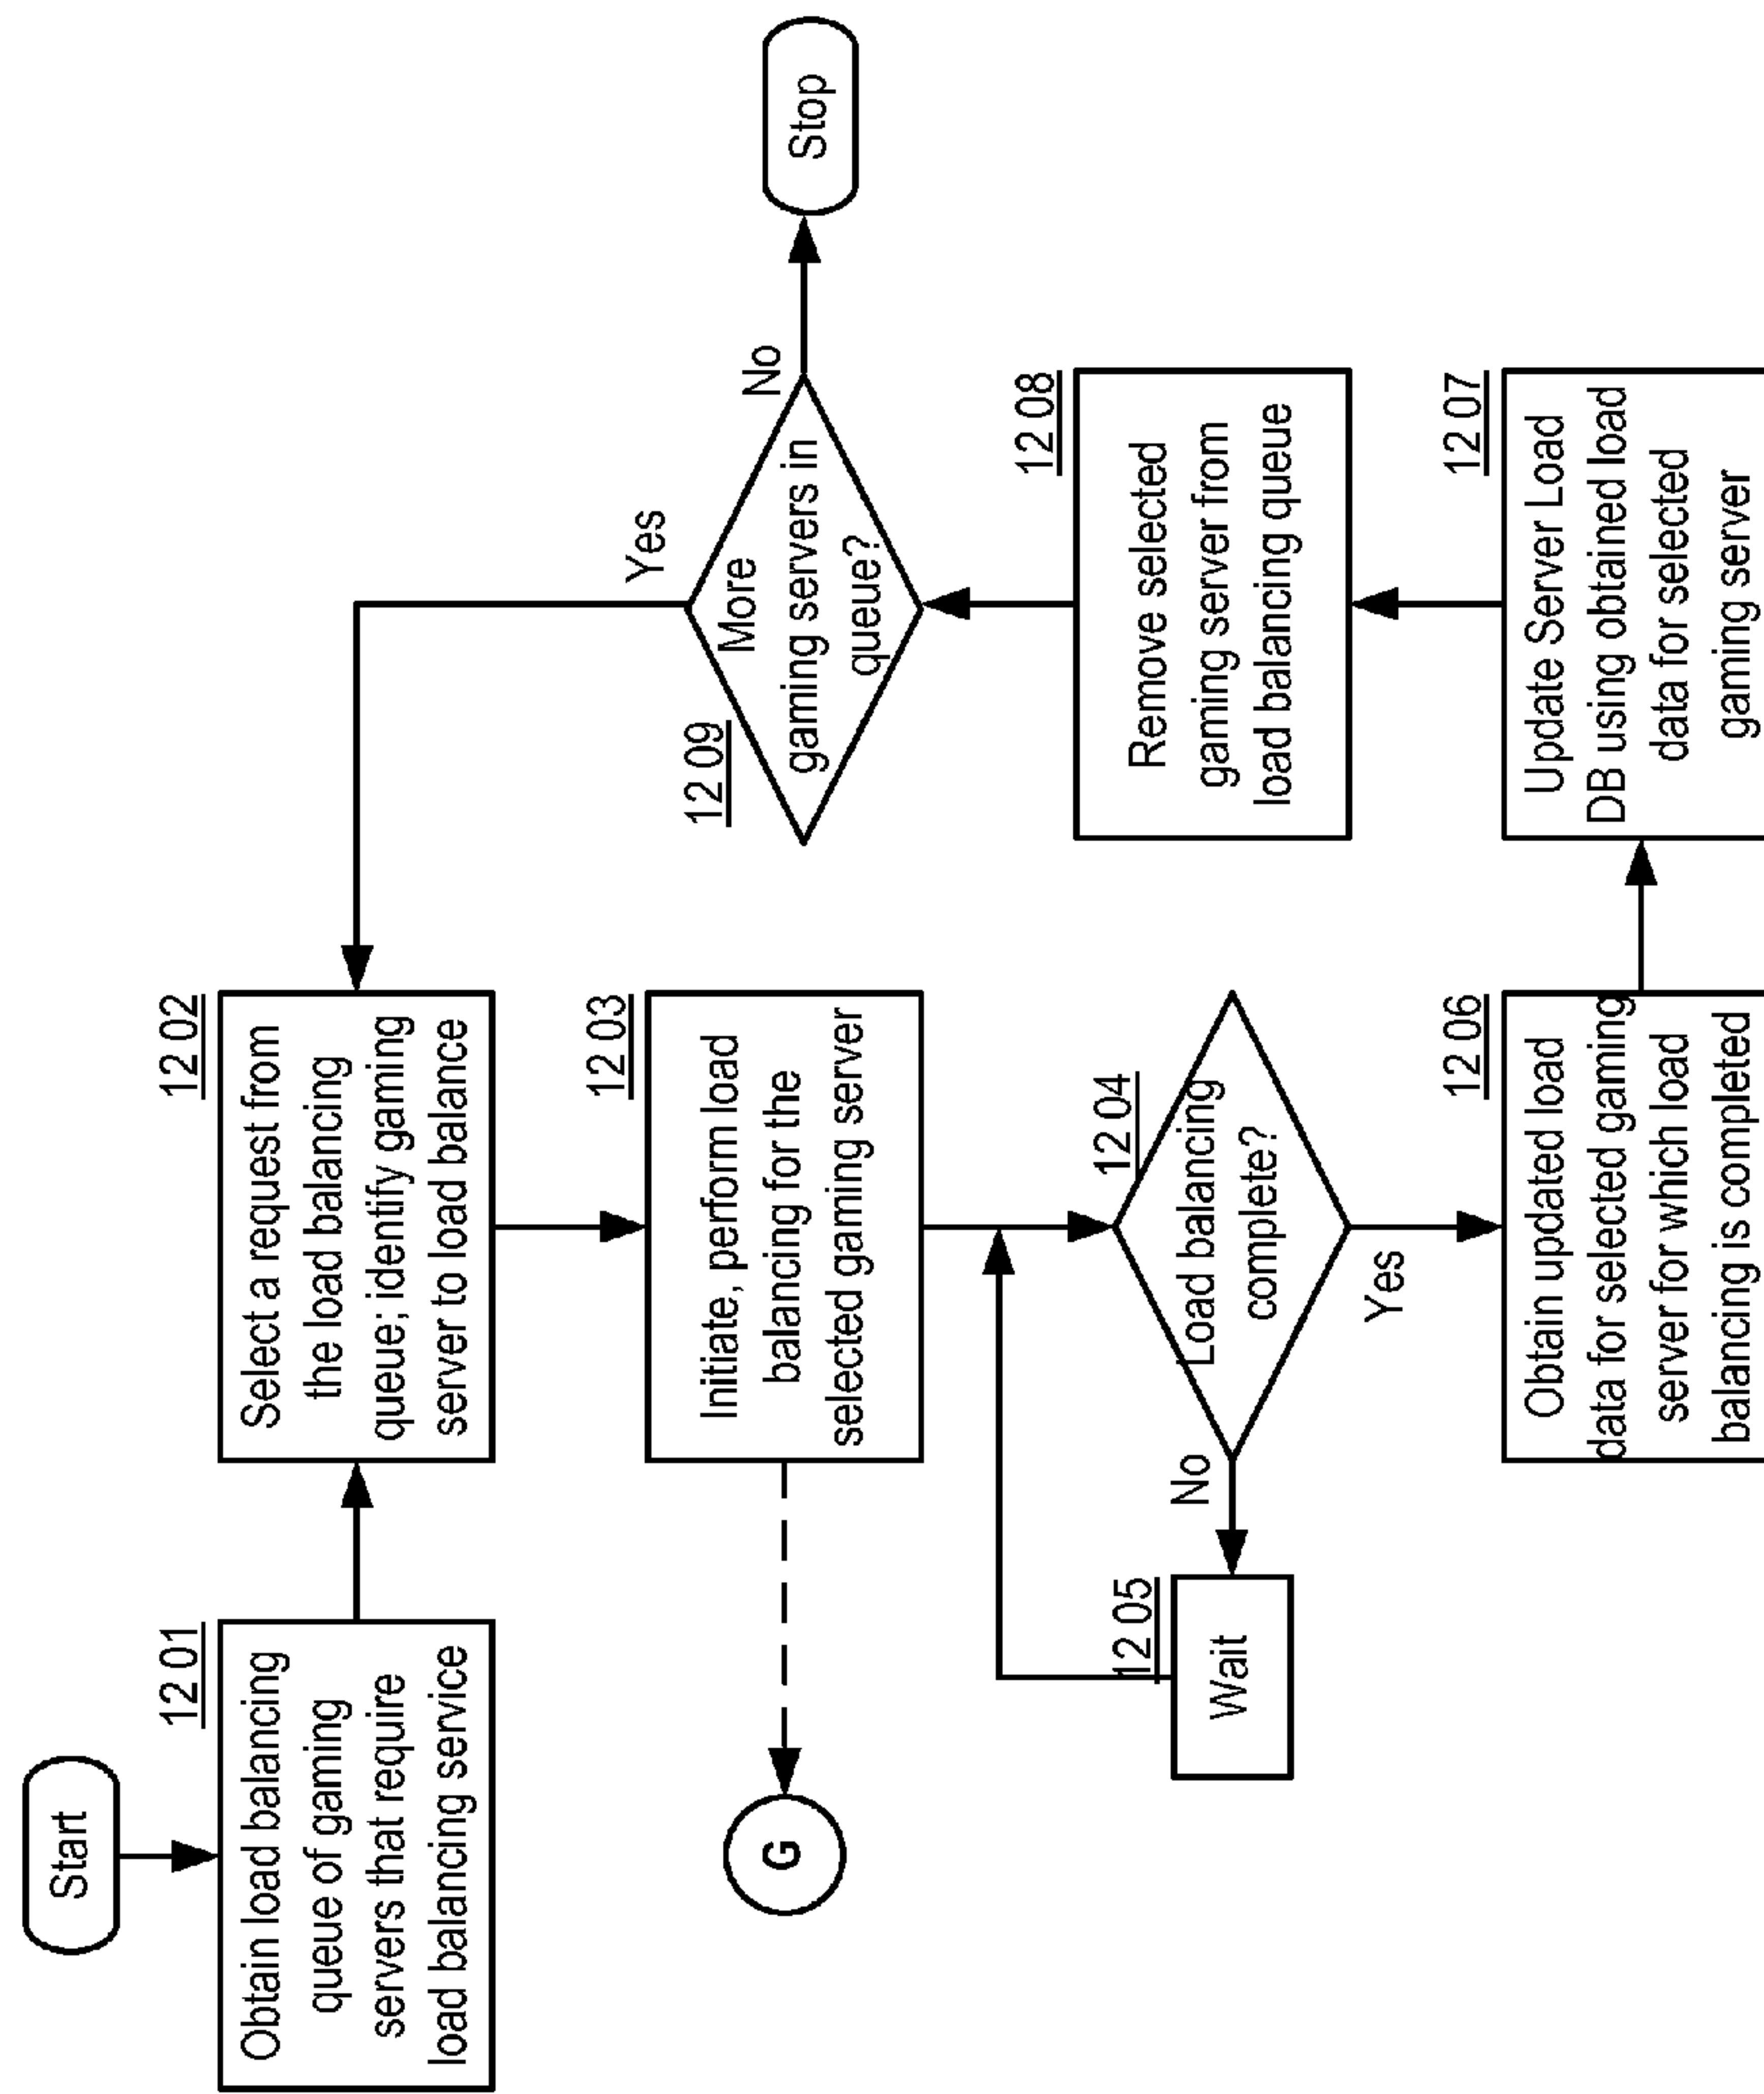 Start
12 01
Obtain load balancing
queue of gaming
servers that require
load balancing service
12 02
Select a request from
the load balancing
queue; identify gaming
server to load balance
12 03
Initiate, perform load
balancing for the
selected gaming server
G
12 04
Load balancing
complete?
No
Yes
12 05
Wait
12 06
Obtain updated load
data for selected gaming
server for which load
balancing is completed
12 07
Update Server Load
DB using obtained load
data for selected
gaming server
12 08
Remove selected
gaming server from
load balancing queue
12 09
More
gaming servers in
queue?
Yes
No
Stop